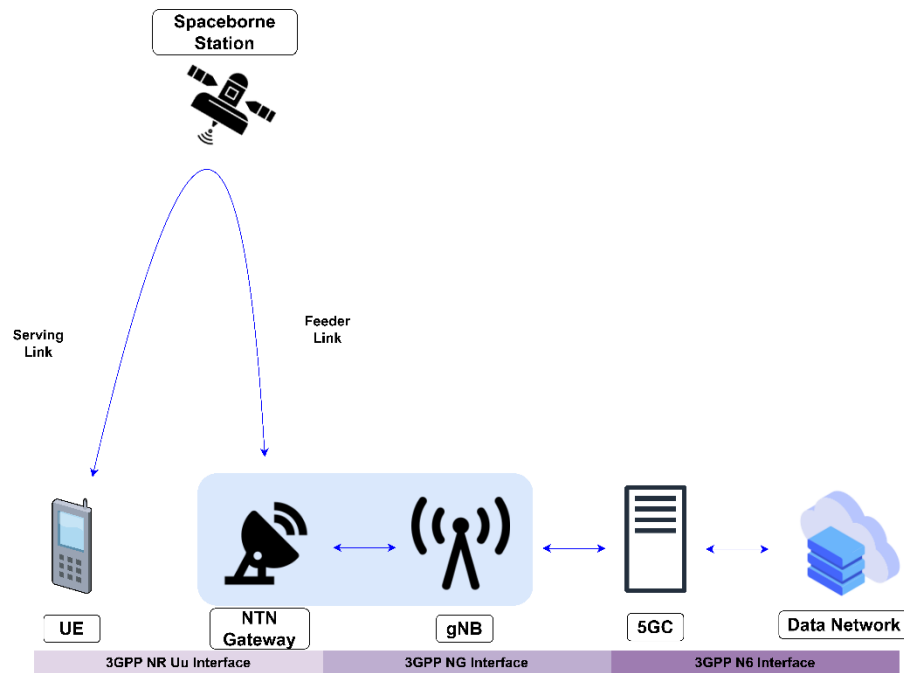 Spaceborne
Station
Serving
Link
Feeder
Link
UE
NTN
Gateway
gNB
5GC
Data Network
3GPP NR Uu Interface
3GPP NG Interface
3GPP N6 Interface